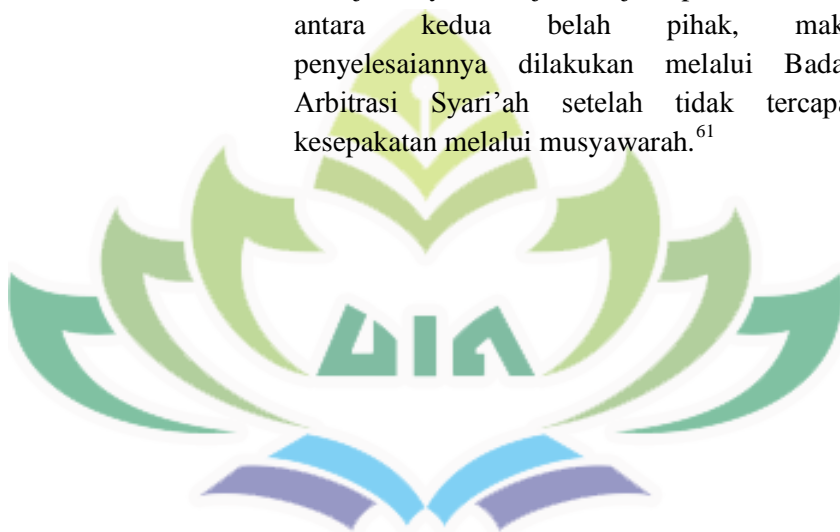 antara kedua belah pihak, mak
penyelesaiannya dilakukan melalui Bada
Arbitrasi Syari’ah setelah tidak tercapa
kesepakatan melalui musyawarah.61
UIN